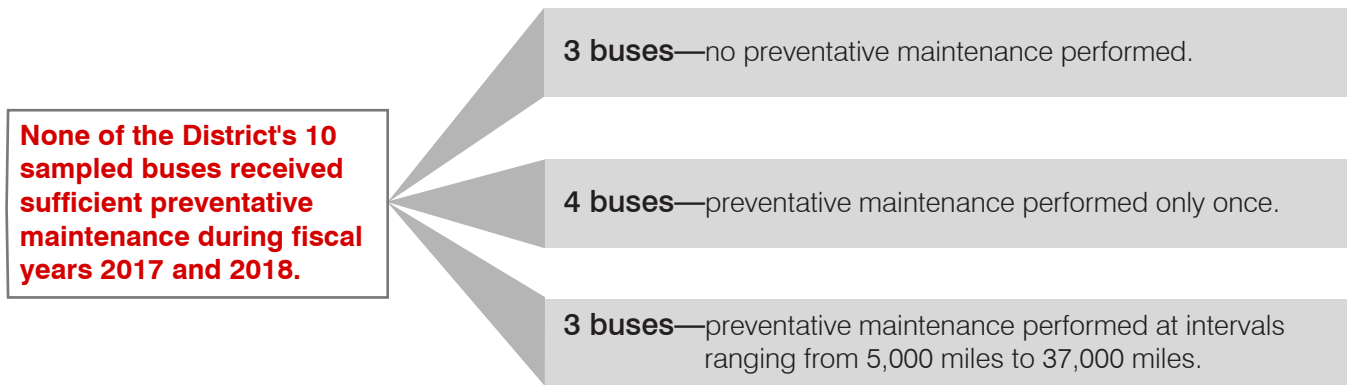 None of the District's 10
sampled buses received
sufficient preventative
maintenance during fiscal
years 2017 and 2018.
3 buses—no preventative maintenance performed.
4 buses—preventative maintenance performed only once.
3 buses—preventative maintenance performed at intervals
ranging from 5,000 miles to 37,000 miles.